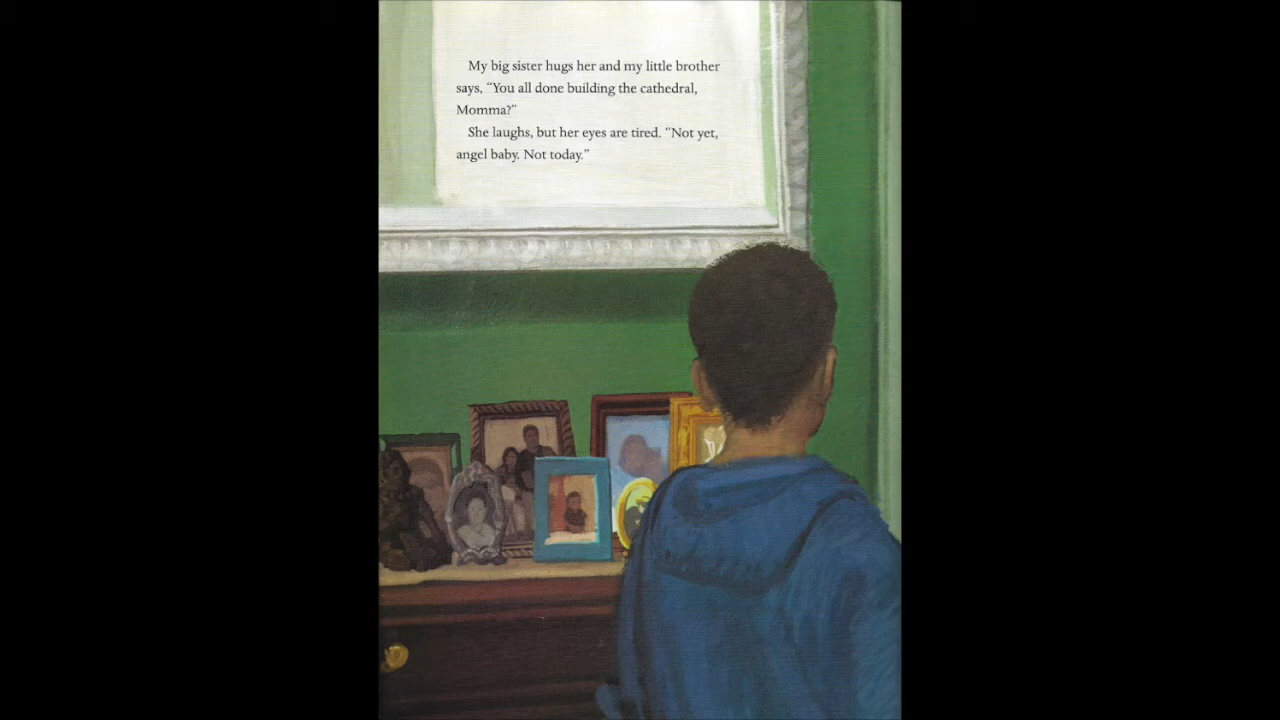 My big sister hugs her and my little brother
says, “You all done building the cathedral,
Momma?”
She laughs, but her eyes are tired. “Not yet,
angel baby. Not today.”